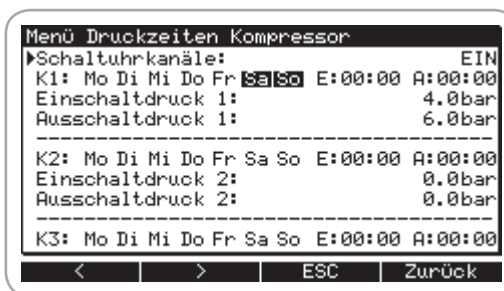 Menü Druckzeiten Kompressor
▶Schaltuhrkanäle: EIN
K1: Mo Di Mi Do Fr Sa So E:00:00 A:00:00
Einschaltdruck 1: 4.0bar
Ausschaltdruck 1: 6.0bar
K2: Mo Di Mi Do Fr Sa So E:00:00 A:00:00
Einschaltdruck 2: 0.0bar
Ausschaltdruck 2: 0.0bar
K3: Mo Di Mi Do Fr Sa So E:00:00 A:00:00
< > ESC Zurück